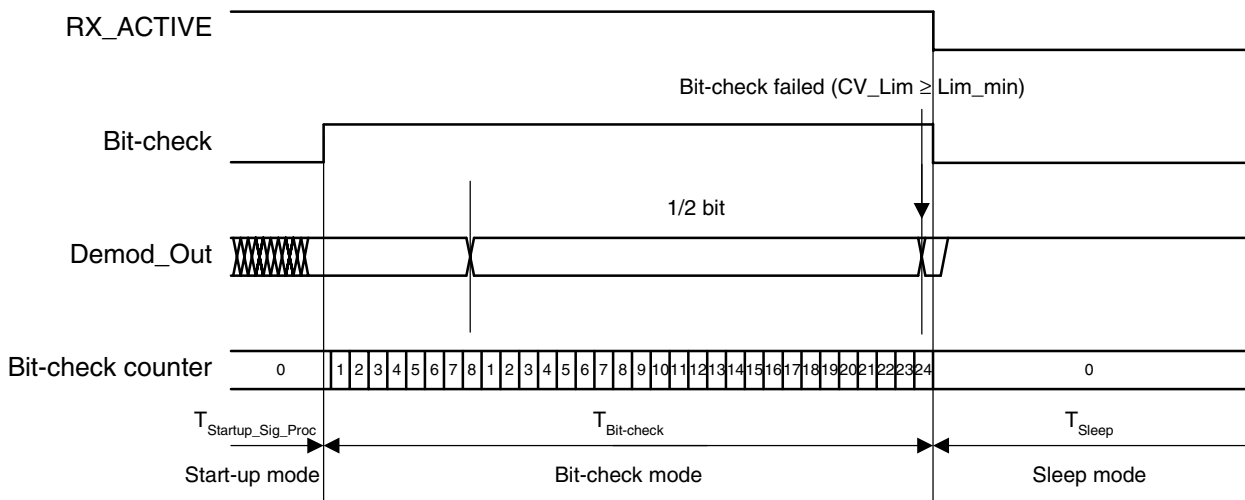 RX_ACTIVE
Bit-check failed (CV_Lim ≥ Lim_min)
Bit-check
1/2 bit
Demod_Out
Bit-check counter 0 1 2 3 4 5 6 7 8 1 2 3 4 5 6 7 8 9 10 11 12 13 14 15 16 17 18 19 20 21 22 23 24 0
TStartup_Sig_Proc TBit-check TSleep
Start-up mode Bit-check mode Sleep mode